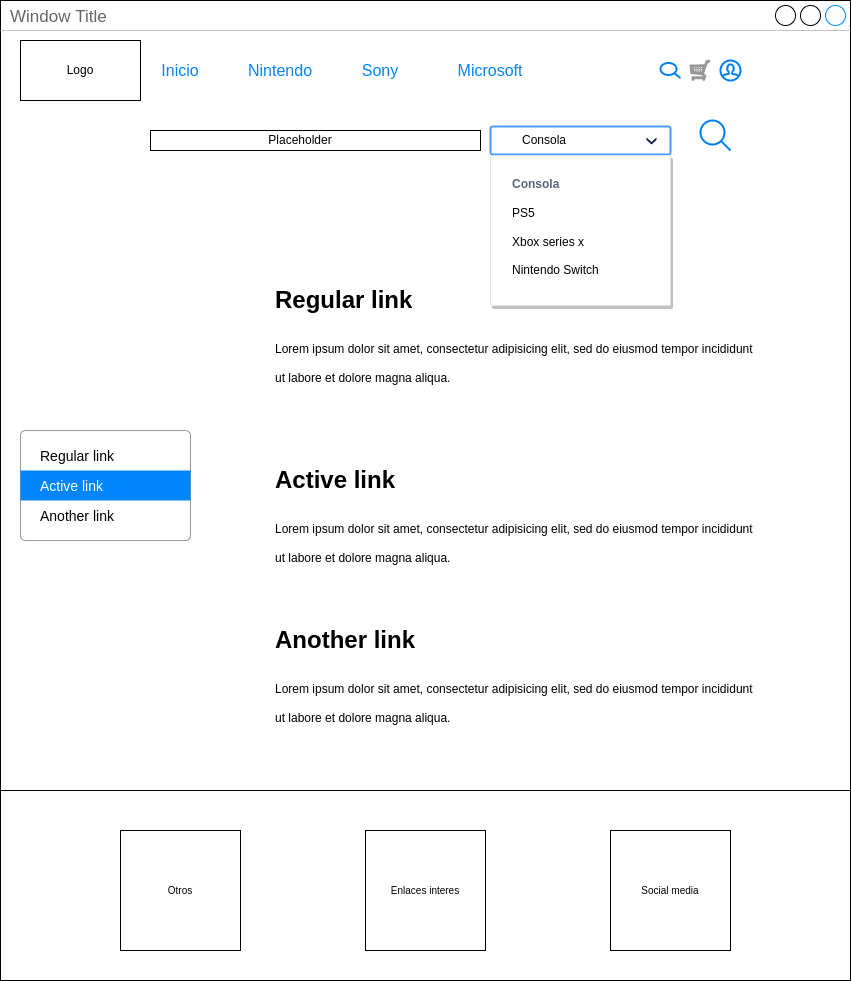 Window Title
Logo
Inicio
Nintendo
Sony
Microsoft
Placeholder
Consola
Consola
PS5
Xbox series x
Nintendo Switch
Regular link
Lorem ipsum dolor sit amet, consectetur adipisicing elit, sed do eiusmod tempor incididunt
ut labore et dolore magna aliqua.
Regular link
Active link
Another link
Active link
Lorem ipsum dolor sit amet, consectetur adipisicing elit, sed do eiusmod tempor incididunt
ut labore et dolore magna aliqua.
Another link
Lorem ipsum dolor sit amet, consectetur adipisicing elit, sed do eiusmod tempor incididunt
ut labore et dolore magna aliqua.
Otros
Enlaces interes
Social media